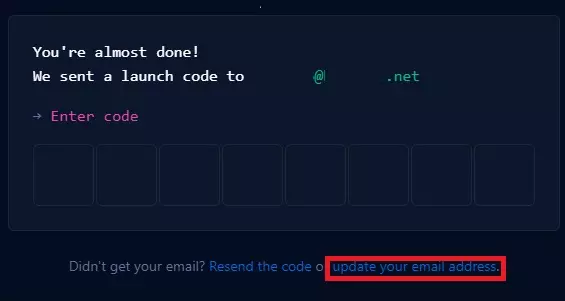 You're almost done!
We sent a launch code to @ .net
→ Enter code
Didn't get your email? Resend the code o update your email address.